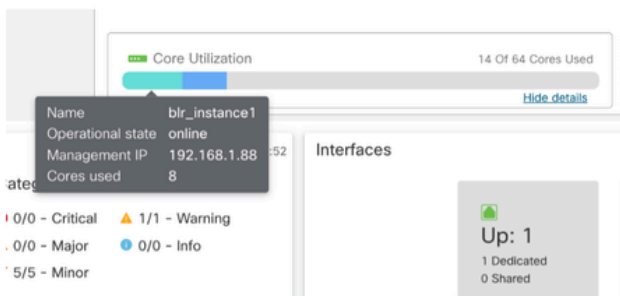 Core Utilization 14 Of 64 Cores Used
Hide details
Name blr_instance1
Operational state online
Management IP 192.168.1.88
Cores used 8
:52
Interfaces
0/0 - Critical 1/1 - Warning
0/0 - Major 0/0 - Info
5/5 - Minor
Up: 1
1 Dedicated
0 Shared